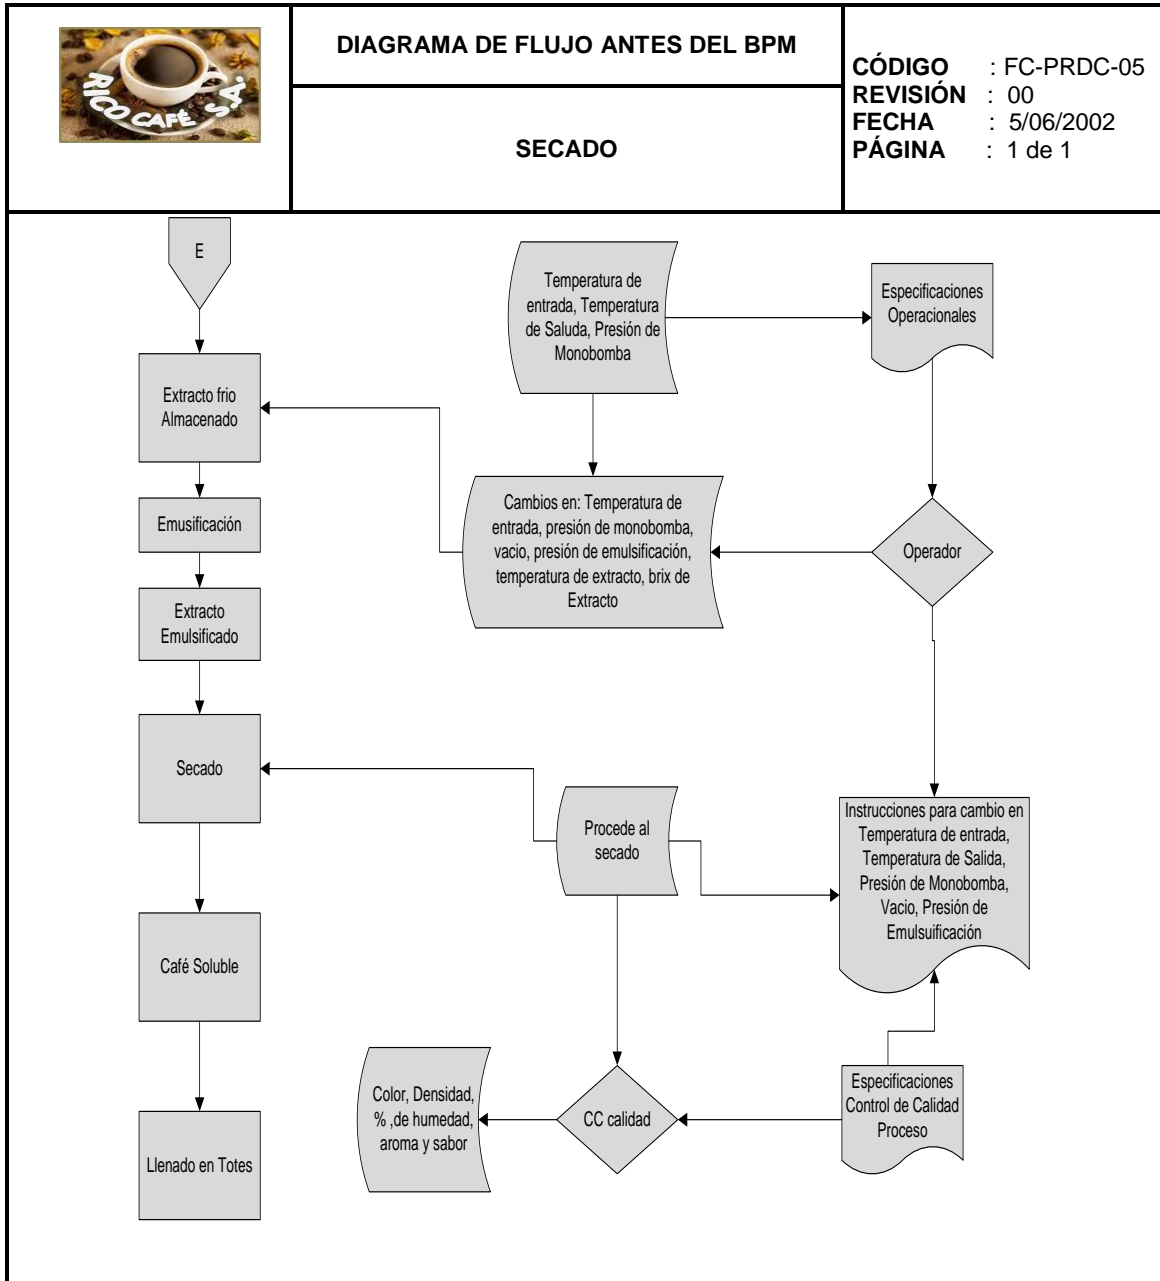 RICO CAFÉ S.A.
DIAGRAMA DE FLUJO ANTES DEL BPM
SECADO
CÓDIGO : FC-PRDC-05
REVISIÓN : 00
FECHA : 5/06/2002
PÁGINA : 1 de 1
E
Temperatura de
entrada, Temperatura
de Saluda, Presión de
Monobomba
Especificaciones
Operacionales
Extracto frio
Almacenado
Cambios en: Temperatura de
entrada, presión de monobomba,
vacio, presión de emulsificación,
temperatura de extracto, brix de
Extracto
Emusificación
Operador
Extracto
Emulsificado
Secado
Procede al
secado
Instrucciones para cambio en
Temperatura de entrada,
Temperatura de Salida,
Presión de Monobomba,
Vacio, Presión de
Emulsuificación
Café Soluble
Color, Densidad,
% ,de humedad,
aroma y sabor
CC calidad
Especificaciones
Control de Calidad
Proceso
Llenado en Totes